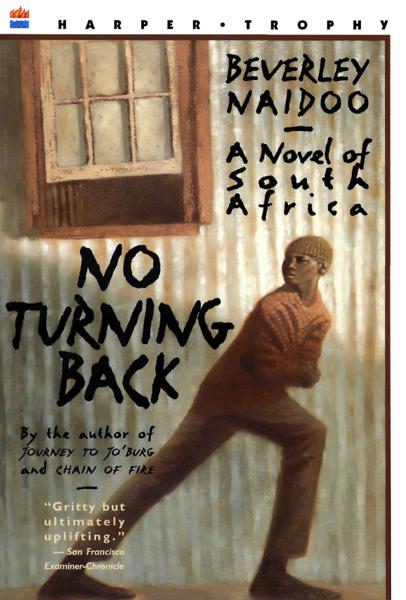 HARPER • TROPHY
BEVERLEY
NAIDOO
A Novel of
South
Africa
NO
TURNING
BACK
By the author of
JOURNEY TO JO'BURG
and CHAIN OF FIRE
“Gritty but
ultimately
uplifting.”
— San Francisco
Examiner-Chronicle